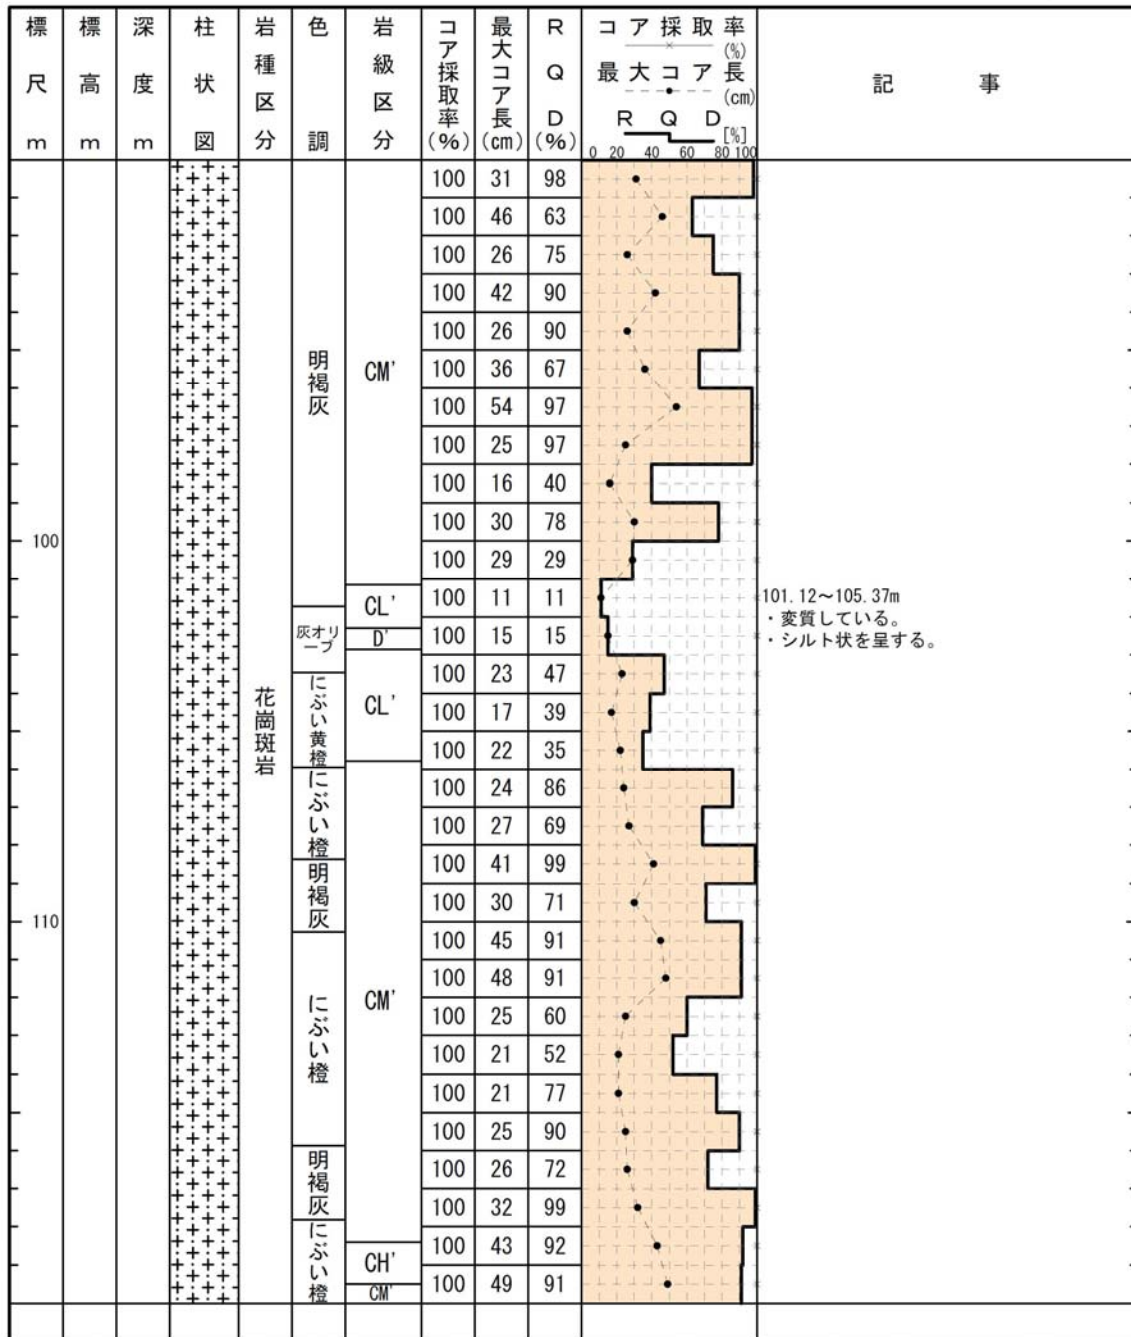 標尺m
標高m
深度m
柱状図
岩種区分
色調
岩級区分
コア採取率(%)
最大コア長(cm)
RQD(%)
コア採取率
(%)
最大コア長
(cm)
RQD
[%]
0 20 40 60 80 100
記事
100 31 98
100 46 63
100 26 75
100 42 90
100 26 90
明褐灰
CM'
100 36 67
100 54 97
100 25 97
100 16 40
100 30 78
100
100 29 29
CL'
100 11 11
101.12～105.37m
・変質している。
・シルト状を呈する。
灰オリ
ーブ
D'
100 15 15
100 23 47
花崗斑岩
にぶい黄橙
CL'
100 17 39
100 22 35
にぶい橙
100 24 86
100 27 69
明褐灰
100 41 99
100 30 71
110
100 45 91
100 48 91
にぶい橙
CM'
100 25 60
100 21 52
100 21 77
100 25 90
明褐灰
100 26 72
100 32 99
にぶい橙
100 43 92
CH'
100 49 91
CM'